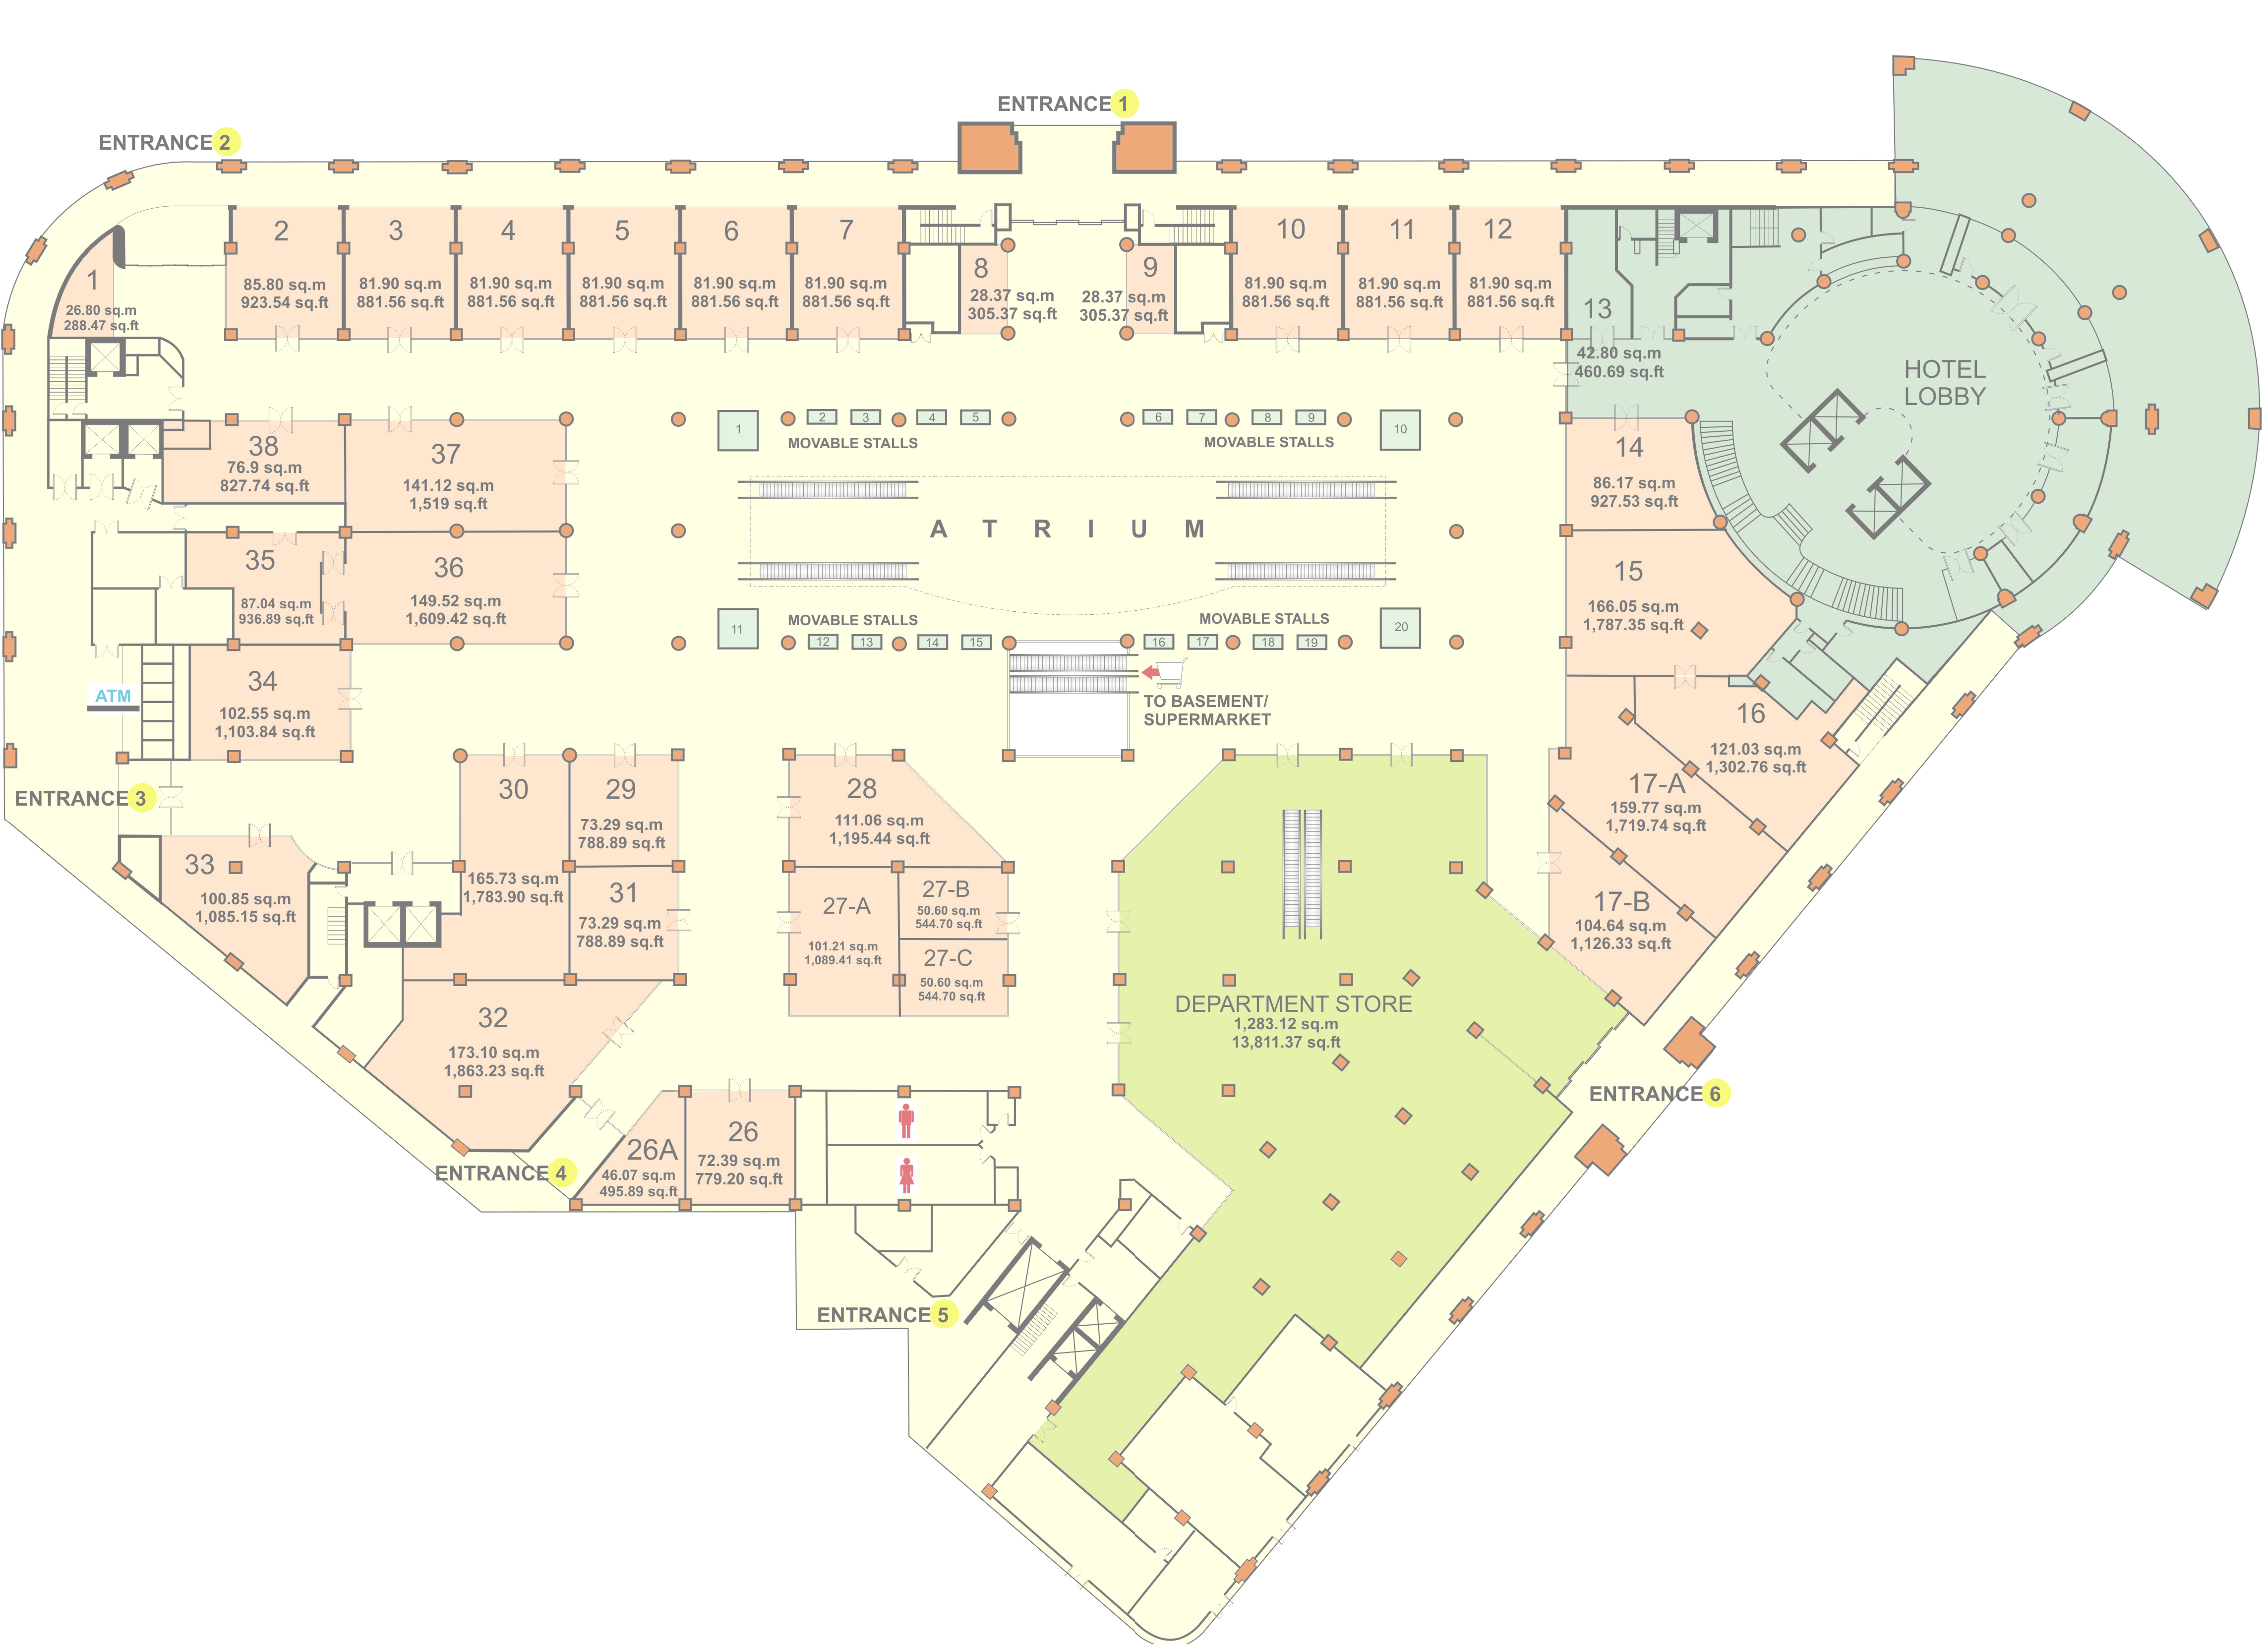 ENTRANCE 1
ENTRANCE 2
1
26.80 sq.m
288.47 sq.ft
2
85.80 sq.m
923.54 sq.ft
3
81.90 sq.m
881.56 sq.ft
4
81.90 sq.m
881.56 sq.ft
5
81.90 sq.m
881.56 sq.ft
6
81.90 sq.m
881.56 sq.ft
7
81.90 sq.m
881.56 sq.ft
8
28.37 sq.m
305.37 sq.ft
9
28.37 sq.m
305.37 sq.ft
10
81.90 sq.m
881.56 sq.ft
11
81.90 sq.m
881.56 sq.ft
12
81.90 sq.m
881.56 sq.ft
13
42.80 sq.m
460.69 sq.ft
HOTEL
LOBBY
38
76.9 sq.m
827.74 sq.ft
37
141.12 sq.m
1,519 sq.ft
1
2
3
4
5
MOVABLE STALLS
6
7
8
9
10
MOVABLE STALLS
14
86.17 sq.m
927.53 sq.ft
ATRIUM
35
87.04 sq.m
936.89 sq.ft
36
149.52 sq.m
1,609.42 sq.ft
15
166.05 sq.m
1,787.35 sq.ft
MOVABLE STALLS
11
12
13
14
15
MOVABLE STALLS
16
17
18
19
20
TO BASEMENT/
SUPERMARKET
ATM
34
102.55 sq.m
1,103.84 sq.ft
16
121.03 sq.m
1,302.76 sq.ft
17-A
159.77 sq.m
1,719.74 sq.ft
ENTRANCE 3
30
165.73 sq.m
1,783.90 sq.ft
29
73.29 sq.m
788.89 sq.ft
28
111.06 sq.m
1,195.44 sq.ft
33
100.85 sq.m
1,085.15 sq.ft
31
73.29 sq.m
788.89 sq.ft
27-A
101.21 sq.m
1,089.41 sq.ft
27-B
50.60 sq.m
544.70 sq.ft
27-C
50.60 sq.m
544.70 sq.ft
17-B
104.64 sq.m
1,126.33 sq.ft
32
173.10 sq.m
1,863.23 sq.ft
DEPARTMENT STORE
1,283.12 sq.m
13,811.37 sq.ft
ENTRANCE 6
26A
46.07 sq.m
495.89 sq.ft
26
72.39 sq.m
779.20 sq.ft
ENTRANCE 4
ENTRANCE 5